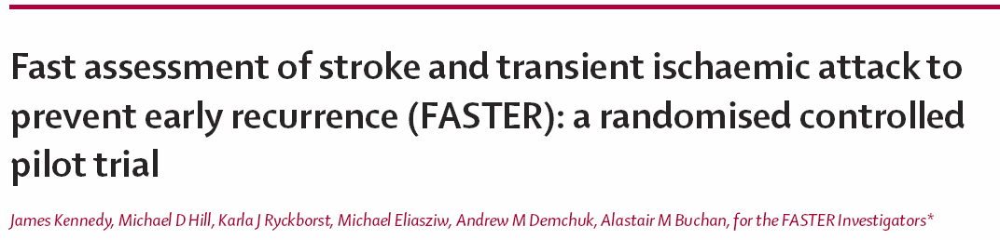 Fast assessment of stroke and transient ischaemic attack to
prevent early recurrence (FASTER): a randomised controlled
pilot trial
James Kennedy, Michael D Hill, Karla J Ryckborst, Michael Eliasziw, Andrew M Demchuk, Alastair M Buchan, for the FASTER Investigators*